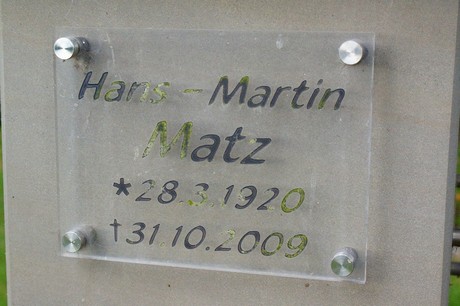 Hans - Martin
Matz
*28.3.1920
†31.10.2009